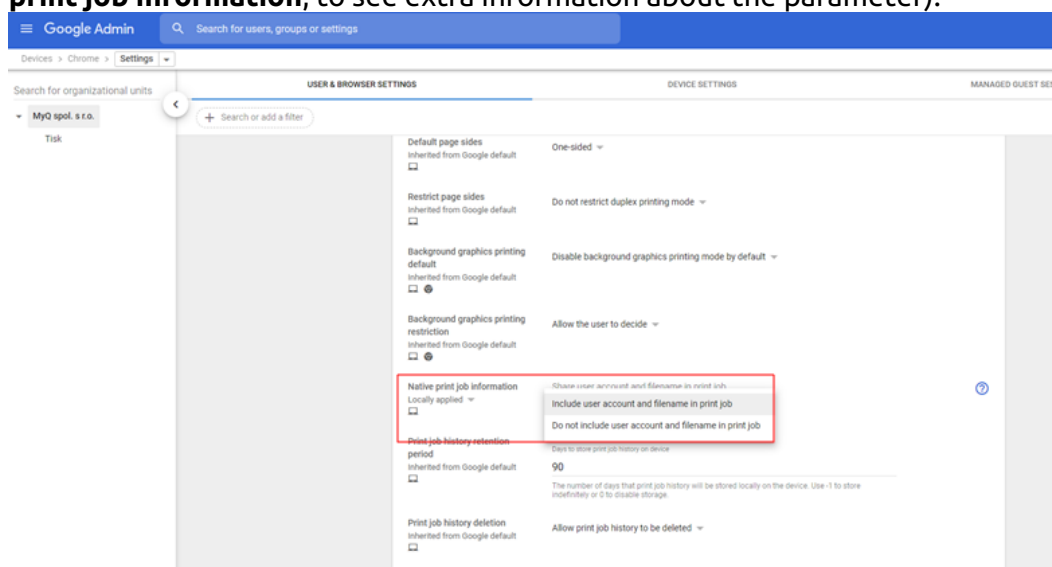 print job information, to see extra information about the parameter).
Google Admin
Search for users, groups or settings
Devices > Chrome > Settings
Search for organizational units
USER & BROWSER SETTINGS
DEVICE SETTINGS
MANAGED GUEST SES
MyQ spol. s r.o.
Tisk
+ Search or add a filter
Default page sides
Inherited from Google default
One-sided
Restrict page sides
Inherited from Google default
Do not restrict duplex printing mode
Background graphics printing
default
Inherited from Google default
Disable background graphics printing mode by default
Background graphics printing
restriction
Inherited from Google default
Allow the user to decide
Native print job information
Locally applied
Share user account and filename in print job
Include user account and filename in print job
Do not include user account and filename in print job
Print job history retention
period
Inherited from Google default
Days to store print job history on device
90
The number of days that print job history will be stored locally on the device. Use -1 to store
indefinitely or 0 to disable storage.
Print job history deletion
Inherited from Google default
Allow print job history to be deleted